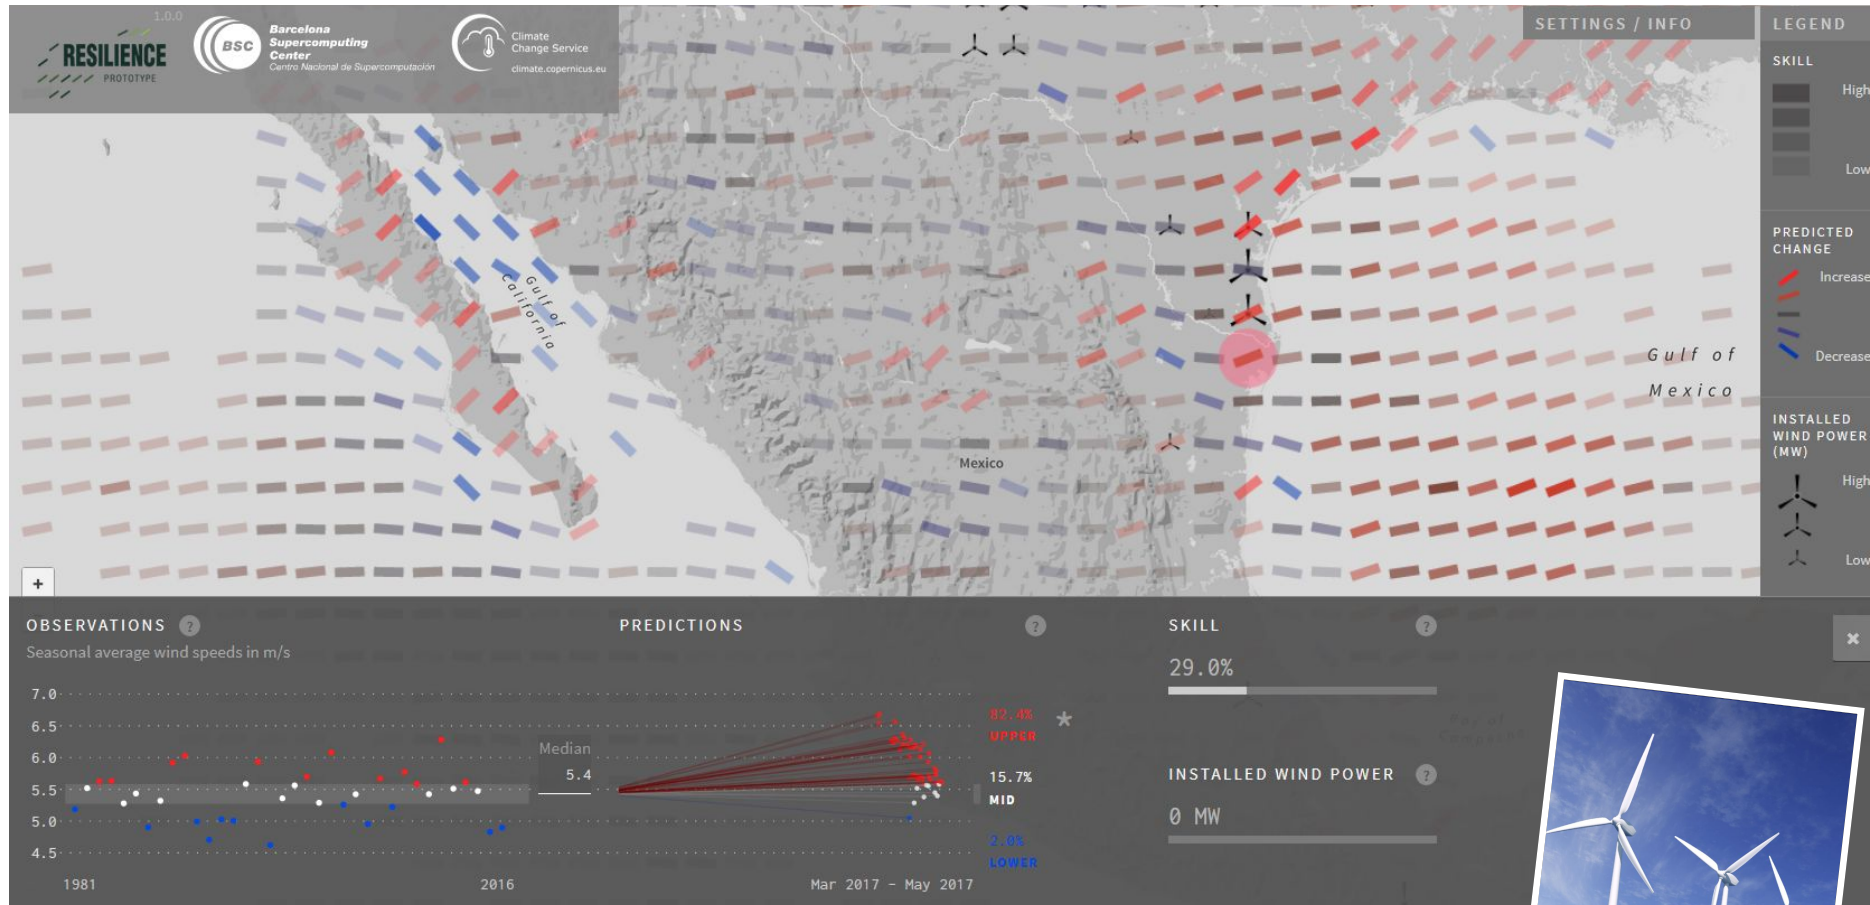 1.0.0
RESILIENCE
PROTOTYPE
BSC
Barcelona
Supercomputing
Center
Centro Nacional de Supercomputación
Climate
Change Service
climate.copernicus.eu
SETTINGS / INFO
LEGEND
SKILL
High
Low
PREDICTED
CHANGE
Increase
Decrease
INSTALLED
WIND POWER
(MW)
High
Low
Gulf of
California
Gulf of
Mexico
Mexico
+
OBSERVATIONS ?
Seasonal average wind speeds in m/s
7.0
6.5
6.0
5.5
5.0
4.5
1981
2016
Median
5.4
PREDICTIONS ?
82.4%
UPPER
*
15.7%
MID
2.0%
LOWER
Mar 2017 - May 2017
SKILL ?
29.0%
INSTALLED WIND POWER ?
0 MW
×